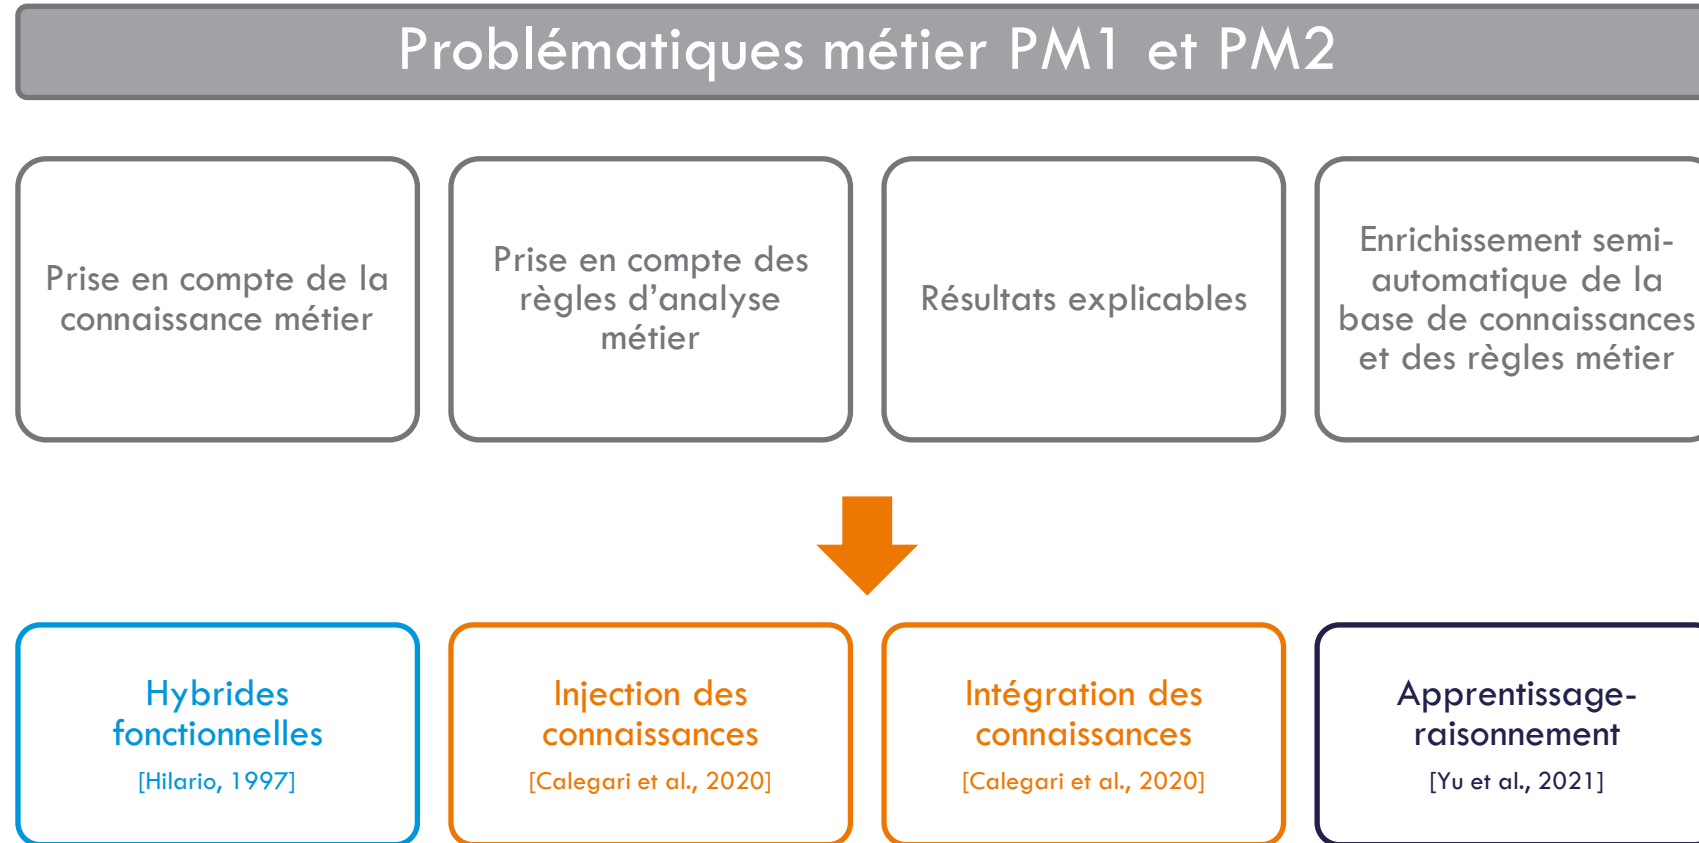 Problématiques métier PM1 et PM2
Prise en compte de la
connaissance métier
Prise en compte des
règles d’analyse
métier
Résultats explicables
Enrichissement semi-
automatique de la
base de connaissances
et des règles métier
Hybrides
fonctionnelles
[Hilario, 1997]
Injection des
connaissances
[Calegari et al., 2020]
Intégration des
connaissances
[Calegari et al., 2020]
Apprentissage-
raisonnement
[Yu et al., 2021]